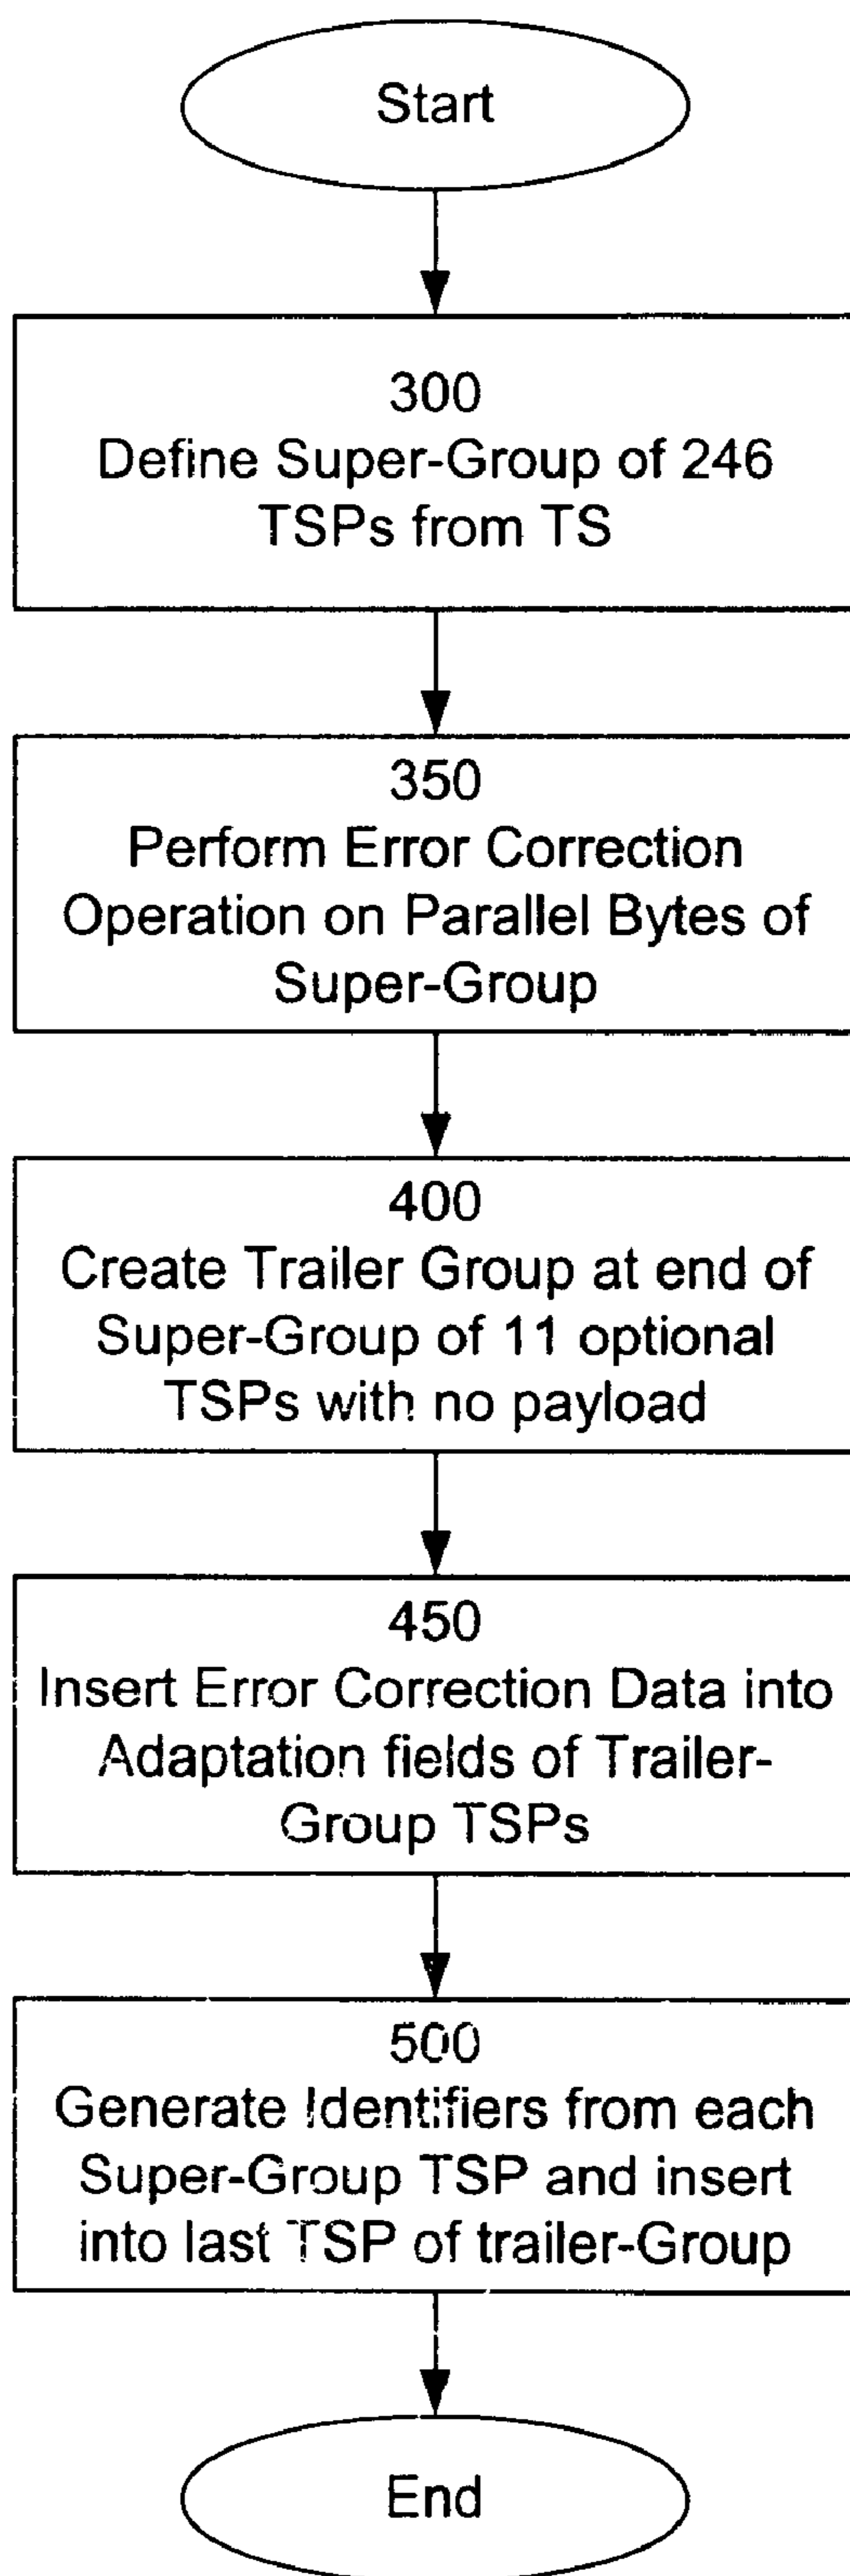 Start
300
Define Super-Group of 246
TSPs from TS
350
Perform Error Correction
Operation on Parallel Bytes of
Super-Group
400
Create Trailer Group at end of
Super-Group of 11 optional
TSPs with no payload
450
Insert Error Correction Data into
Adaptation fields of Trailer-
Group TSPs
500
Generate Identifiers from each
Super-Group TSP and insert
into last TSP of trailer-Group
End